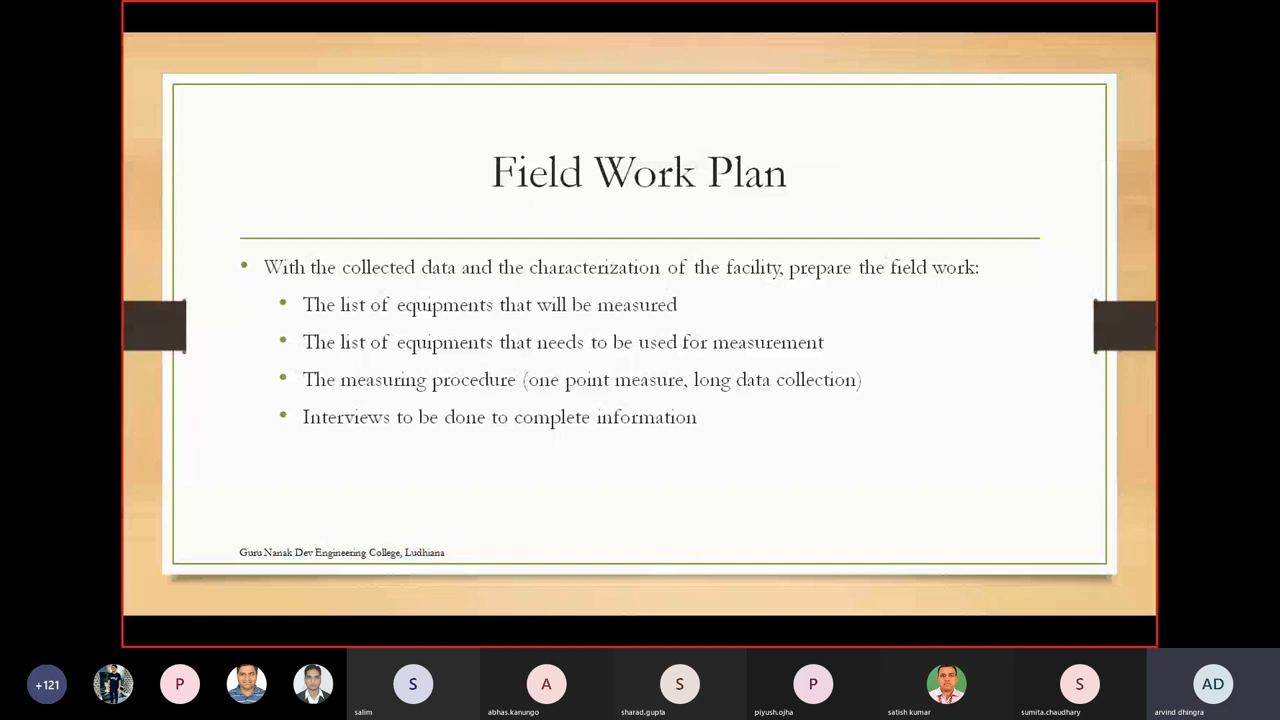 Field Work Plan
• With the collected data and the characterization of the facility, prepare the field work:
• The list of equipments that will be measured
• The list of equipments that needs to be used for measurement
• The measuring procedure (one point measure, long data collection)
• Interviews to be done to complete information
Guru Nanak Dev Engineering College, Ludhiana
+121
P
S
A
S
P
S
AD
salim
abhas.kanungo
sharad.gupta
piyush.ojha
satish kumar
sumita.chaudhary
arvind dhingra